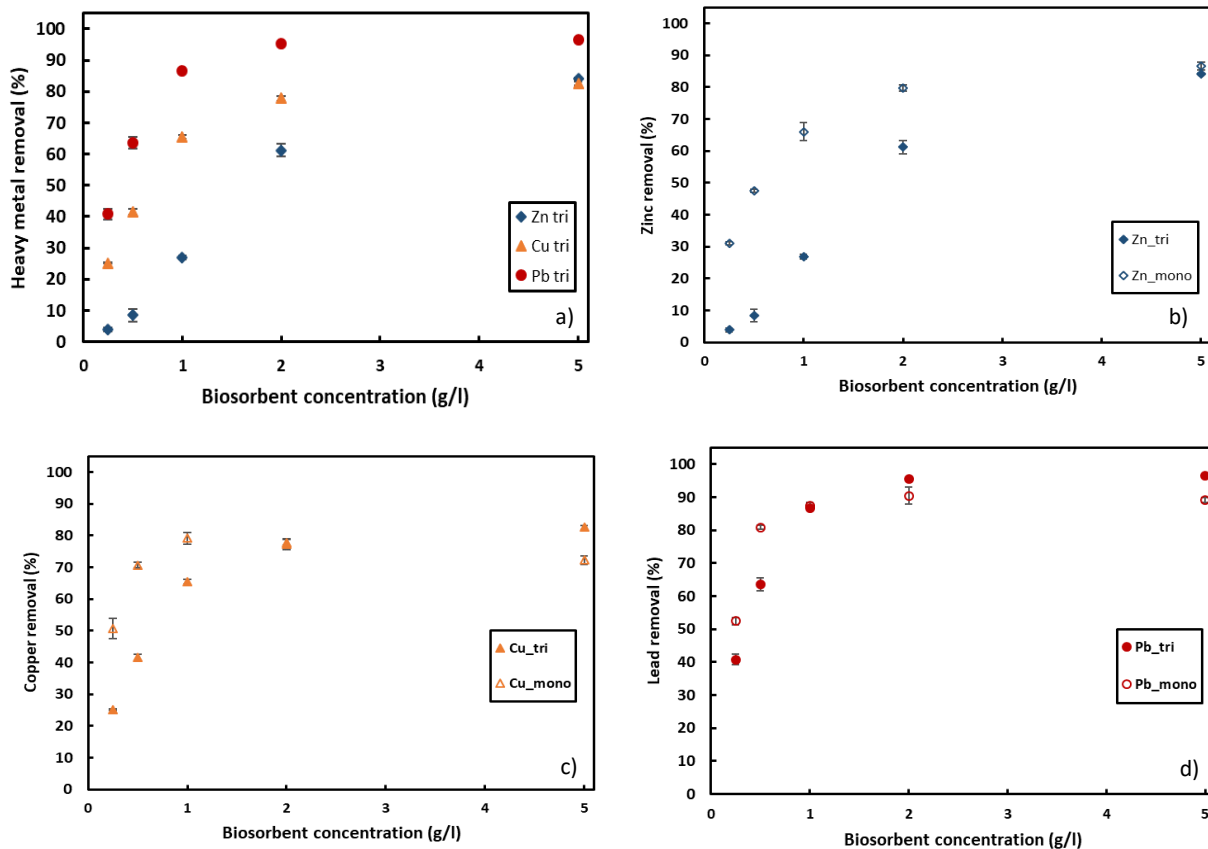 Heavy metal removal (%)
100
90
80
70
60
50
40
30
20
10
0
0 1 2 3 4 5
Biosorbent concentration (g/l)
Zn tri
Cu tri
Pb tri
a)
Zinc removal (%)
100
90
80
70
60
50
40
30
20
10
0
0 1 2 3 4 5
Biosorbent concentration (g/l)
Zn_tri
Zn_mono
b)
Copper removal (%)
100
90
80
70
60
50
40
30
20
10
0
0 1 2 3 4 5
Biosorbent concentration (g/l)
Cu_tri
Cu_mono
c)
Lead removal (%)
100
90
80
70
60
50
40
30
20
10
0
0 1 2 3 4 5
Biosorbent concentration (g/l)
Pb_tri
Pb_mono
d)